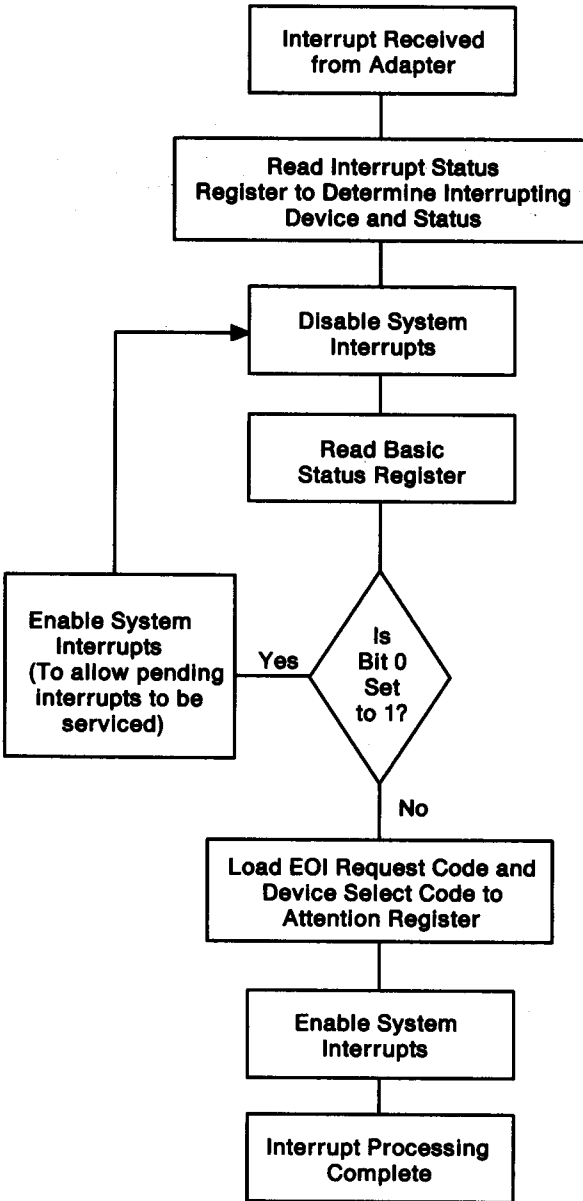 Interrupt Received
from Adapter
Read Interrupt Status
Register to Determine Interrupting
Device and Status
Disable System
Interrupts
Read Basic
Status Register
Enable System
Interrupts
(To allow pending
interrupts to be
serviced)
Yes
Is
Bit 0
Set
to 1?
No
Load EOI Request Code and
Device Select Code to
Attention Register
Enable System
Interrupts
Interrupt Processing
Complete